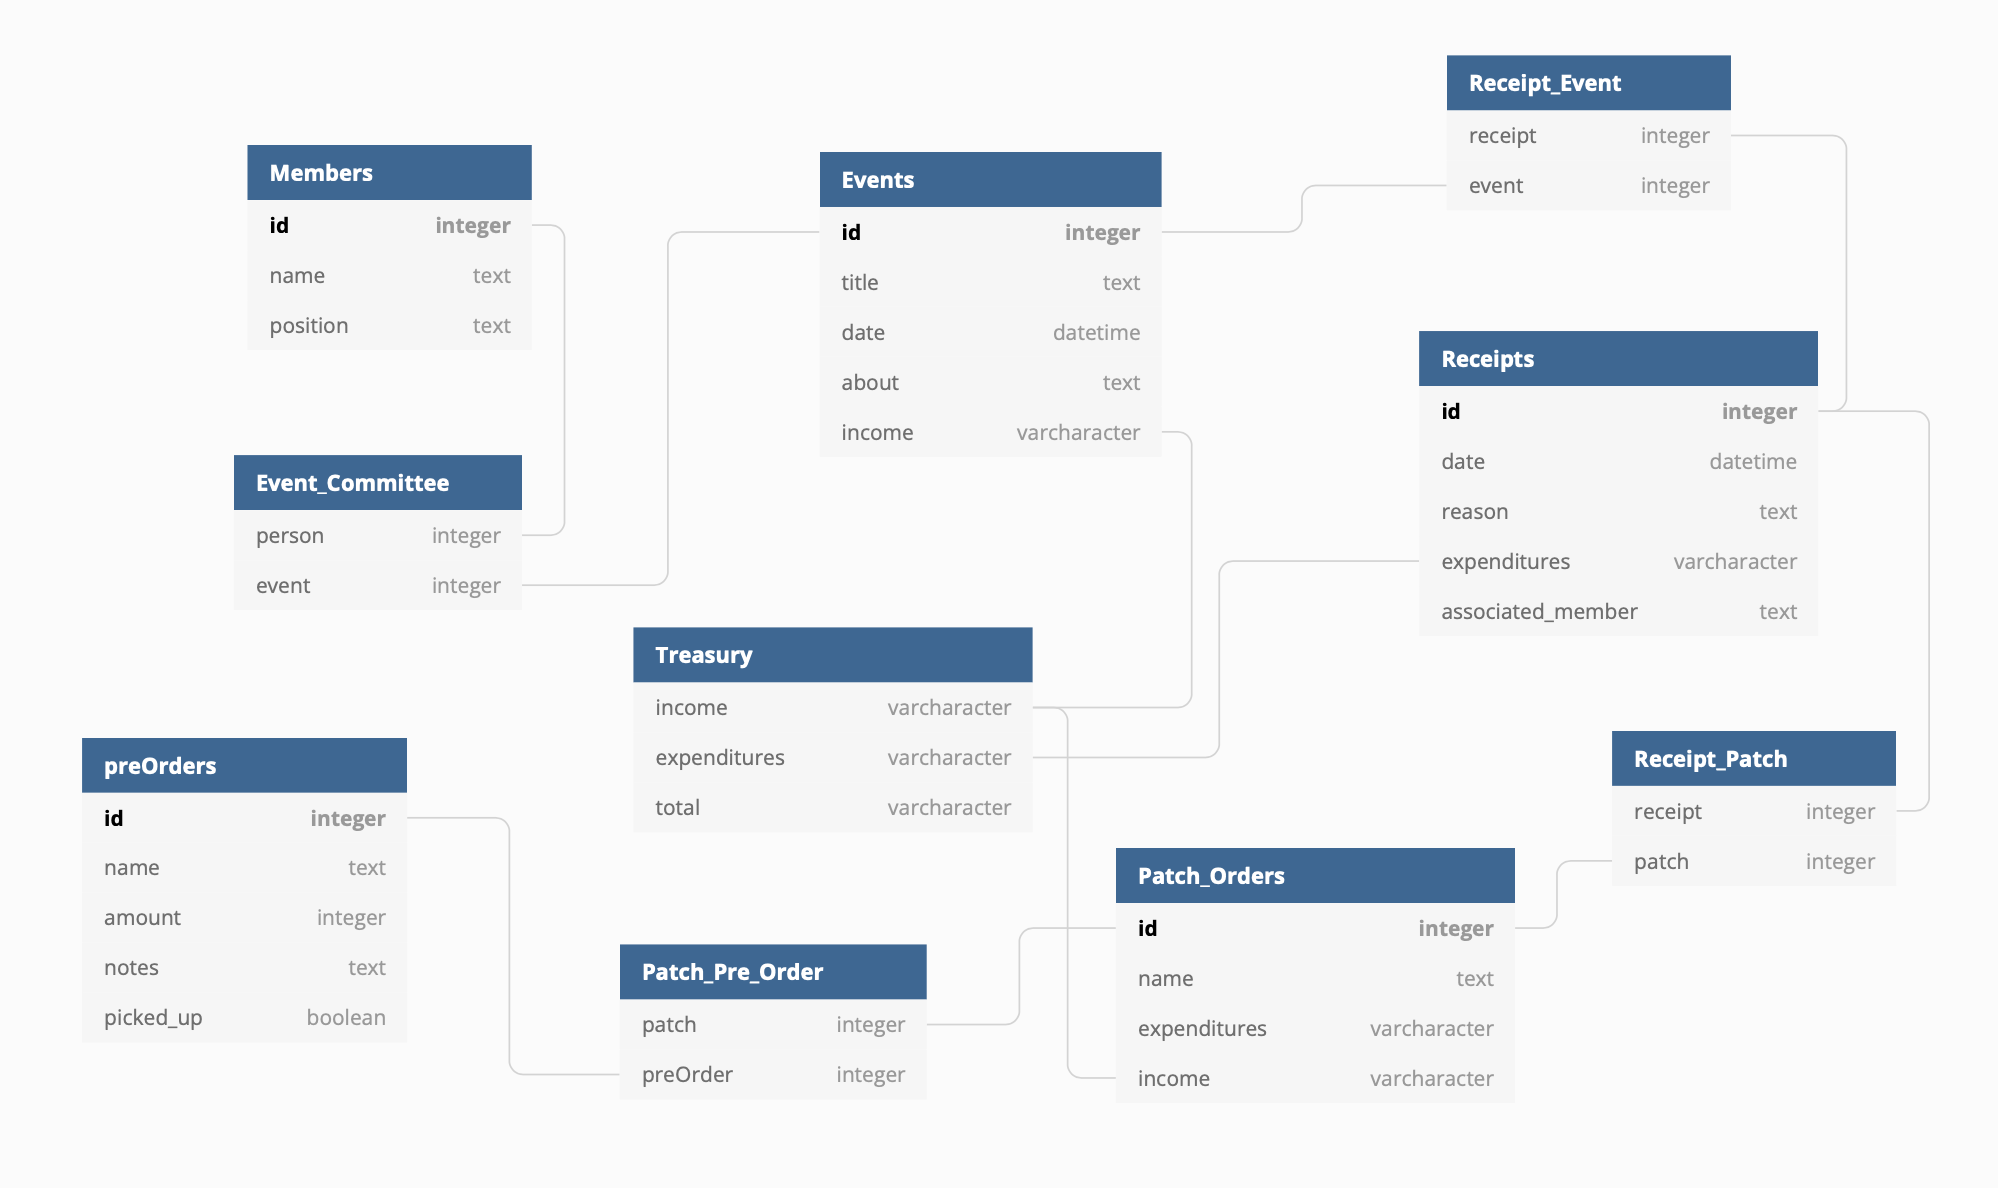 Receipt_Event
receipt integer
event integer
Members
id integer
name text
position text
Events
id integer
title text
date datetime
about text
income varcharacter
Receipts
id integer
date datetime
reason text
expenditures varcharacter
associated_member text
Event_Committee
person integer
event integer
Treasury
income varcharacter
expenditures varcharacter
total varcharacter
preOrders
id integer
name text
amount integer
notes text
picked_up boolean
Receipt_Patch
receipt integer
patch integer
Patch_Orders
id integer
name text
expenditures varcharacter
income varcharacter
Patch_Pre_Order
patch integer
preOrder integer